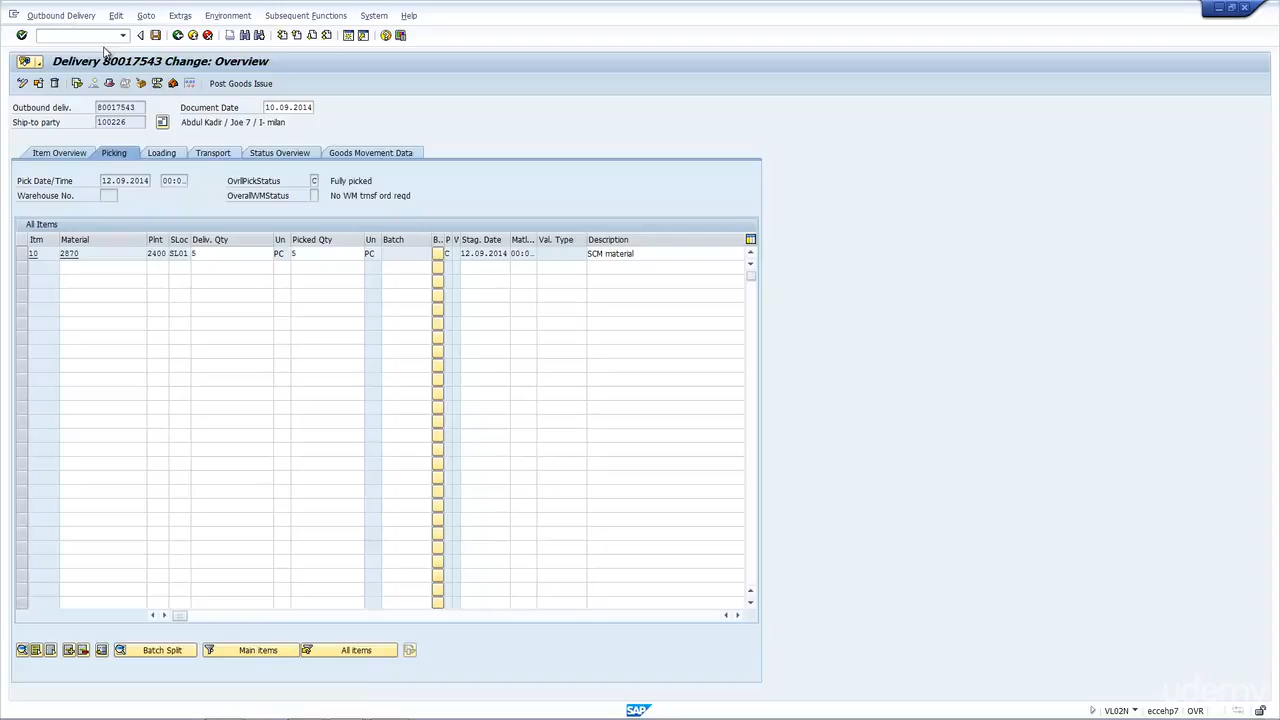 Outbound Delivery Edit Goto Extras Environment Subsequent Functions System Help
Delivery 80017543 Change: Overview
Post Goods Issue
Outbound deliv. 80017543 Document Date 10.09.2014
Ship-to party 100226 Abdul Kadir / Joe 7 / I- milan
Item Overview Picking Loading Transport Status Overview Goods Movement Data
Pick Date/Time 12.09.2014 00:0.. OvrllPickStatus C Fully picked
Warehouse No. OverallWMStatus No WM trnsf ord reqd
All Items
Itm Material Plnt SLoc Deliv. Qty Un Picked Qty Un Batch B.. P V Stag. Date Matl... Val. Type Description
10 2870 2400 SL01 5 PC 5 PC C 12.09.2014 00:0.. SCM material
Batch Split Main items All items
udemy
SAP VL02N eccehp7 OVR